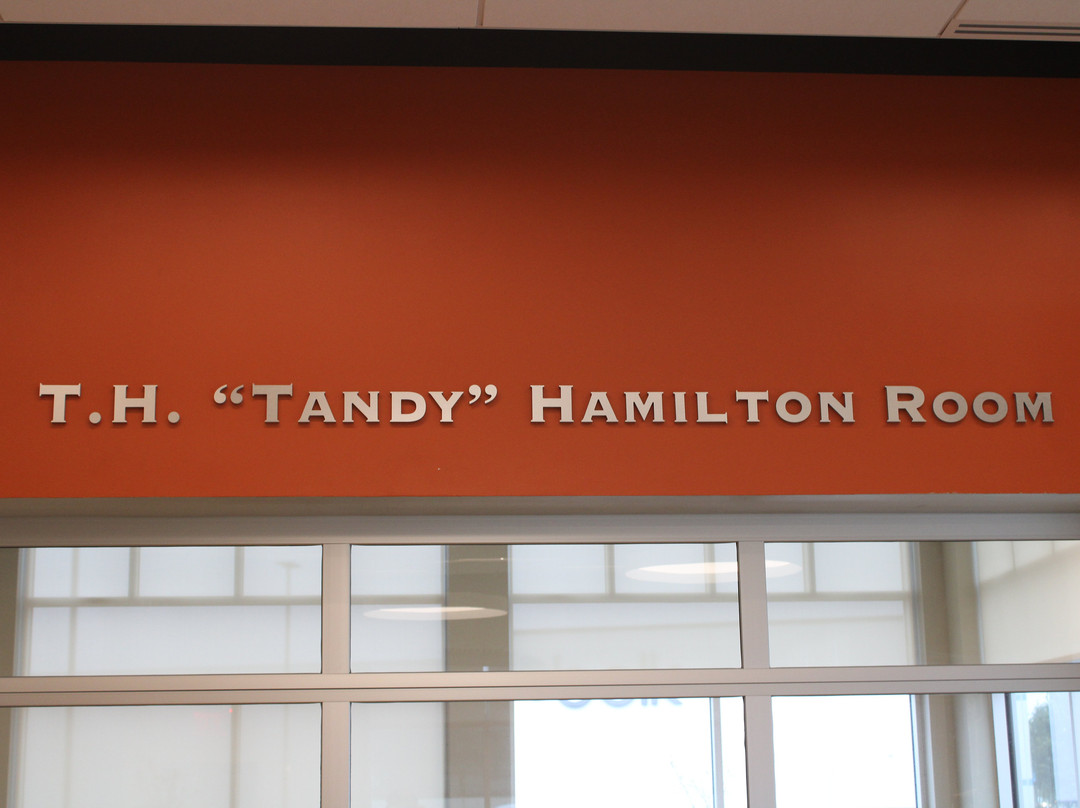 T.H. “Tandy” Hamilton Room